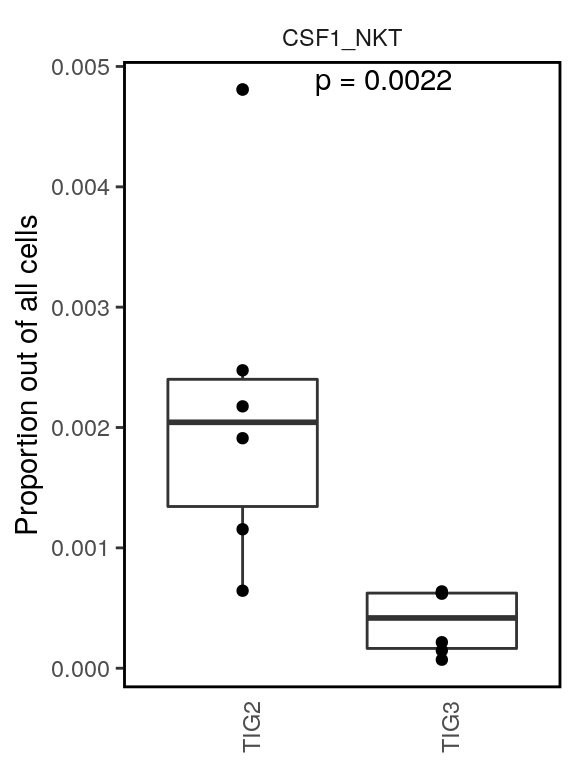 CSF1_NKT
p = 0.0022
Proportion out of all cells
0.005
0.004
0.003
0.002
0.001
0.000
TIG2
TIG3